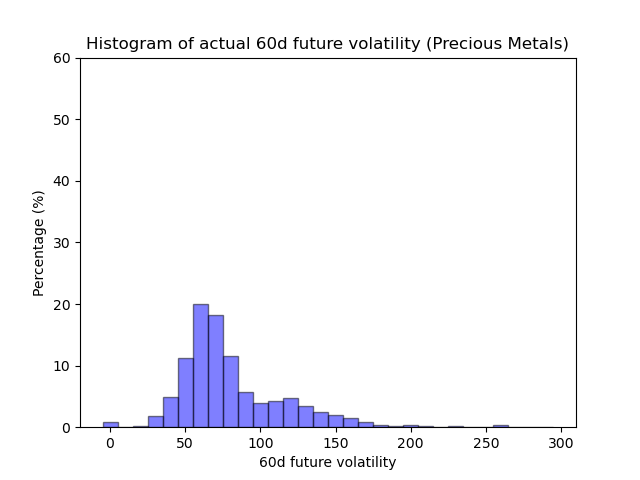 Histogram of actual 60d future volatility (Precious Metals)
60
50
40
30
20
10
0
Percentage (%)
0 50 100 150 200 250 300
60d future volatility